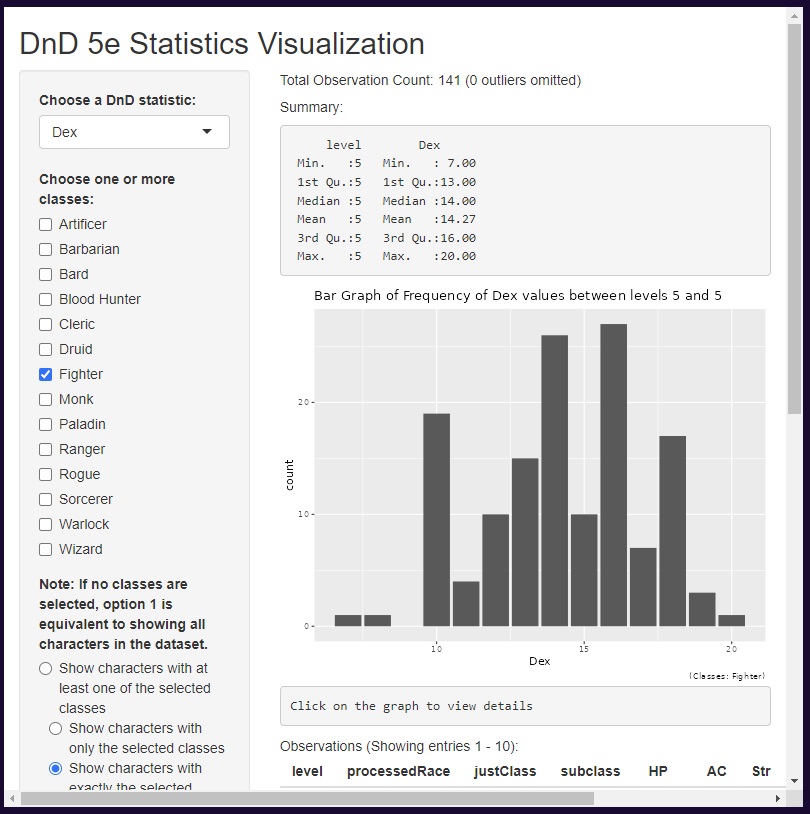 DnD 5e Statistics Visualization
Choose a DnD statistic:
Dex
Choose one or more
classes:
Artificer
Barbarian
Bard
Blood Hunter
Cleric
Druid
Fighter
Monk
Paladin
Ranger
Rogue
Sorcerer
Warlock
Wizard
Note: If no classes are
selected, option 1 is
equivalent to showing all
characters in the dataset.
Show characters with at
least one of the selected
classes
Show characters with
only the selected classes
Show characters with
exactly the selected
Total Observation Count: 141 (0 outliers omitted)
Summary:
level Dex
Min. :5 Min. : 7.00
1st Qu.:5 1st Qu.:13.00
Median :5 Median :14.00
Mean :5 Mean :14.27
3rd Qu.:5 3rd Qu.:16.00
Max. :5 Max. :20.00
Bar Graph of Frequency of Dex values between levels 5 and 5
count
20
10
0
10 15 20
Dex
(Classes: Fighter)
Click on the graph to view details
Observations (Showing entries 1 - 10):
level processedRace justClass subclass HP AC Str